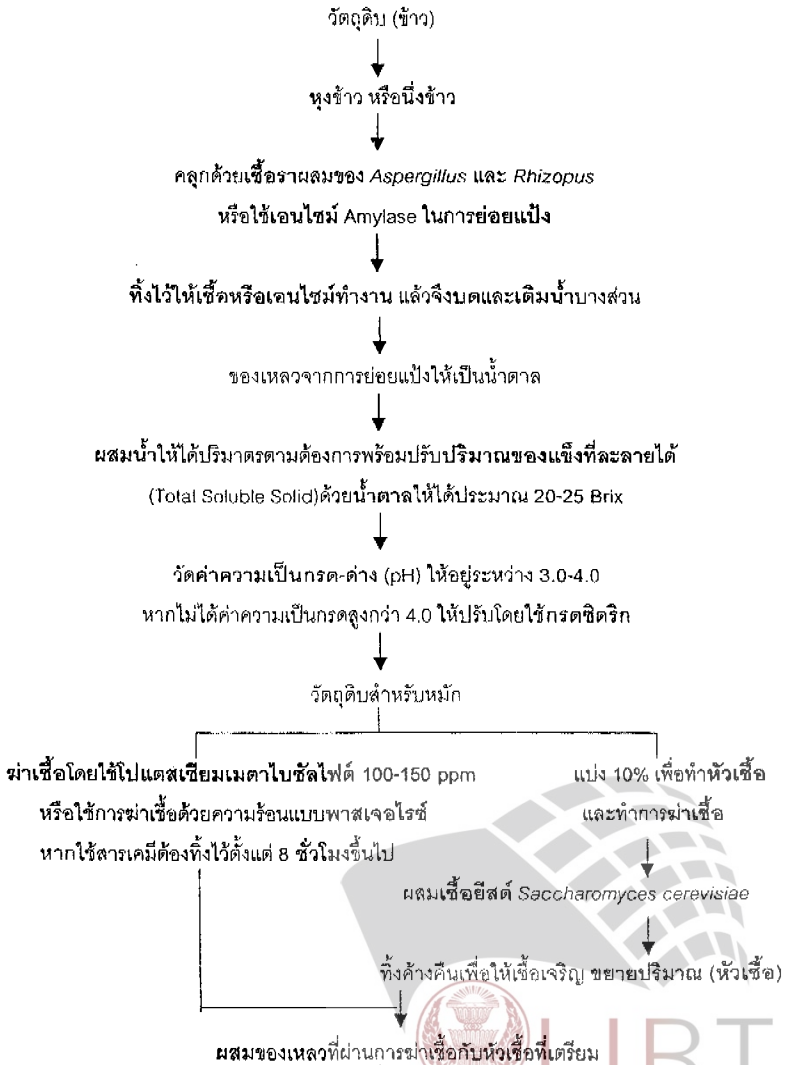 วัตถุดิบ (ข้าว)
หุงข้าว หรือนึ่งข้าว
คลุกด้วยเชื้อราผสมของ Aspergillus และ Rhizopus
หรือใช้เอนไซม์ Amylase ในการย่อยแป้ง
ทิ้งไว้ให้เชื้อหรือเอนไซม์ทำงาน แล้วจึงบดและเติมน้ำบางส่วน
ของเหลวจากการย่อยแป้งให้เป็นน้ำตาล
ผสมน้ำให้ได้ปริมาตรตามต้องการพร้อมปรับปริมาณของแข็งที่ละลายได้
(Total Soluble Solid)ด้วยน้ำตาลให้ได้ประมาณ 20-25 Brix
วัดค่าความเป็นกรด-ด่าง (pH) ให้อยู่ระหว่าง 3.0-4.0
หากไม่ได้ค่าความเป็นกรดสูงกว่า 4.0 ให้ปรับโดยใช้กรดซิตริก
วัตถุดิบสำหรับหมัก
ฆ่าเชื้อโดยใช้โปแตสเซียมเมตาไบซัลไฟต์ 100-150 ppm
หรือใช้การฆ่าเชื้อด้วยความร้อนแบบพาสเจอไรซ์
หากใช้สารเคมีต้องทิ้งไว้ตั้งแต่ 8 ชั่วโมงขึ้นไป
แบ่ง 10% เพื่อทำหัวเชื้อ
และทำการฆ่าเชื้อ
ผสมเชื้อยีสต์ Saccharomyces cerevisiae
ทิ้งค้างคืนเพื่อให้เชื้อเจริญ ขยายปริมาณ (หัวเชื้อ)
ผสมของเหลวที่ผ่านการฆ่าเชื้อกับหัวเชื้อที่เตรียม